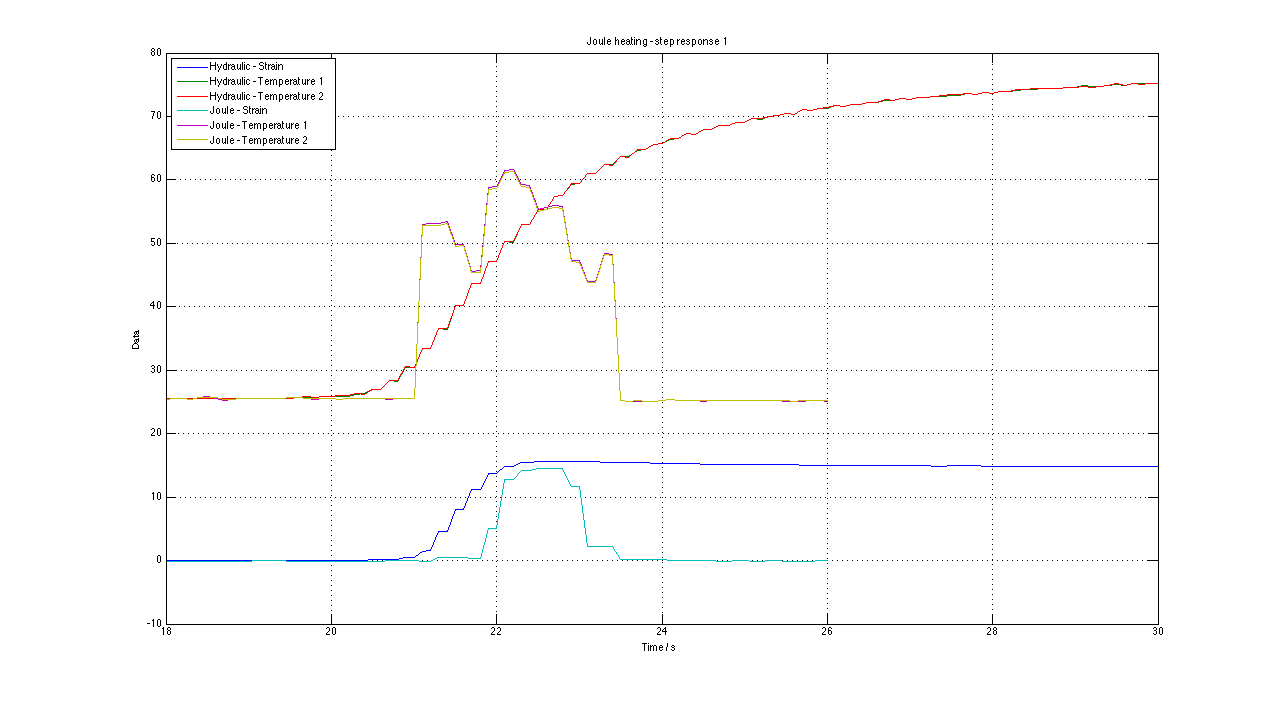 Joule heating - step response 1
80
Hydraulic - Strain
Hydraulic - Temperature 1
Hydraulic - Temperature 2
Joule - Strain
Joule - Temperature 1
Joule - Temperature 2
70
60
50
40
Data
30
20
10
0
-10
18 20 22 24 26 28 30
Time / s